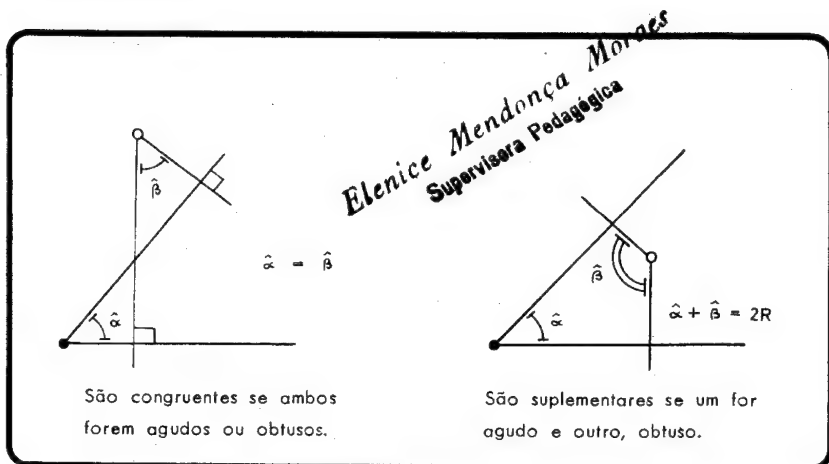 Elenice Mendonça Moraes
Supervisora Pedagógica
β̂
α̂ = β̂
α̂
São congruentes se ambos
forem agudos ou obtusos.
β̂
α̂ + β̂ = 2R
α̂
São suplementares se um for
agudo e outro, obtuso.